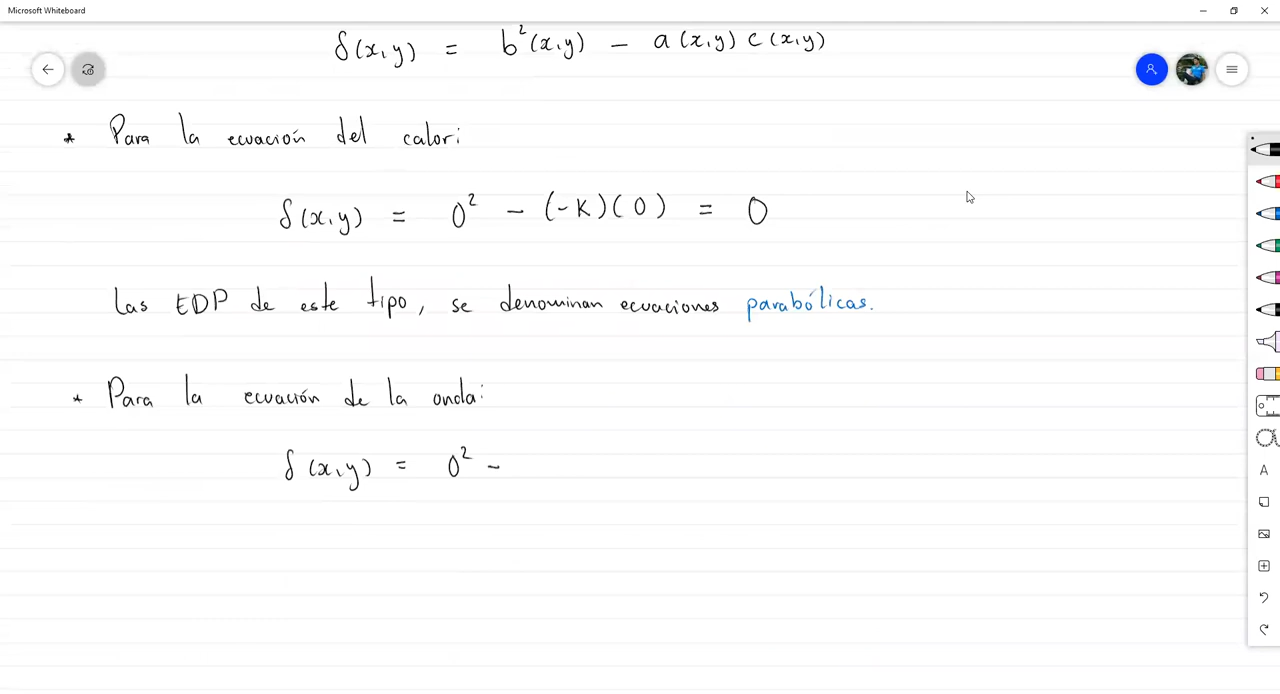 Microsoft Whiteboard
δ(x,y) = b²(x,y) - a(x,y) c(x,y)
* Para la ecuación del calor:
δ(x,y) = 0² - (-K)(0) = 0
Las EDP de este tipo, se denominan ecuaciones parabólicas.
* Para la ecuación de la onda:
δ(x,y) = 0² -